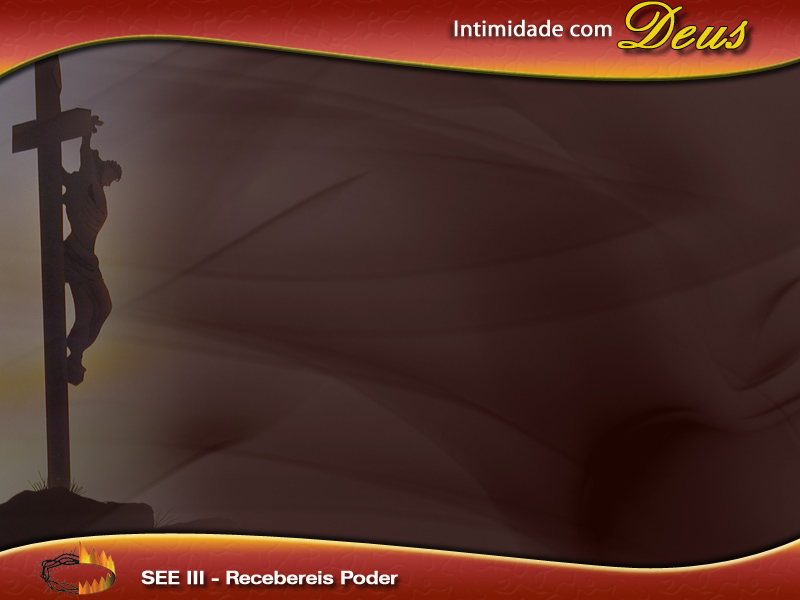 Intimidade com Deus
SEE III - Recebereis Poder